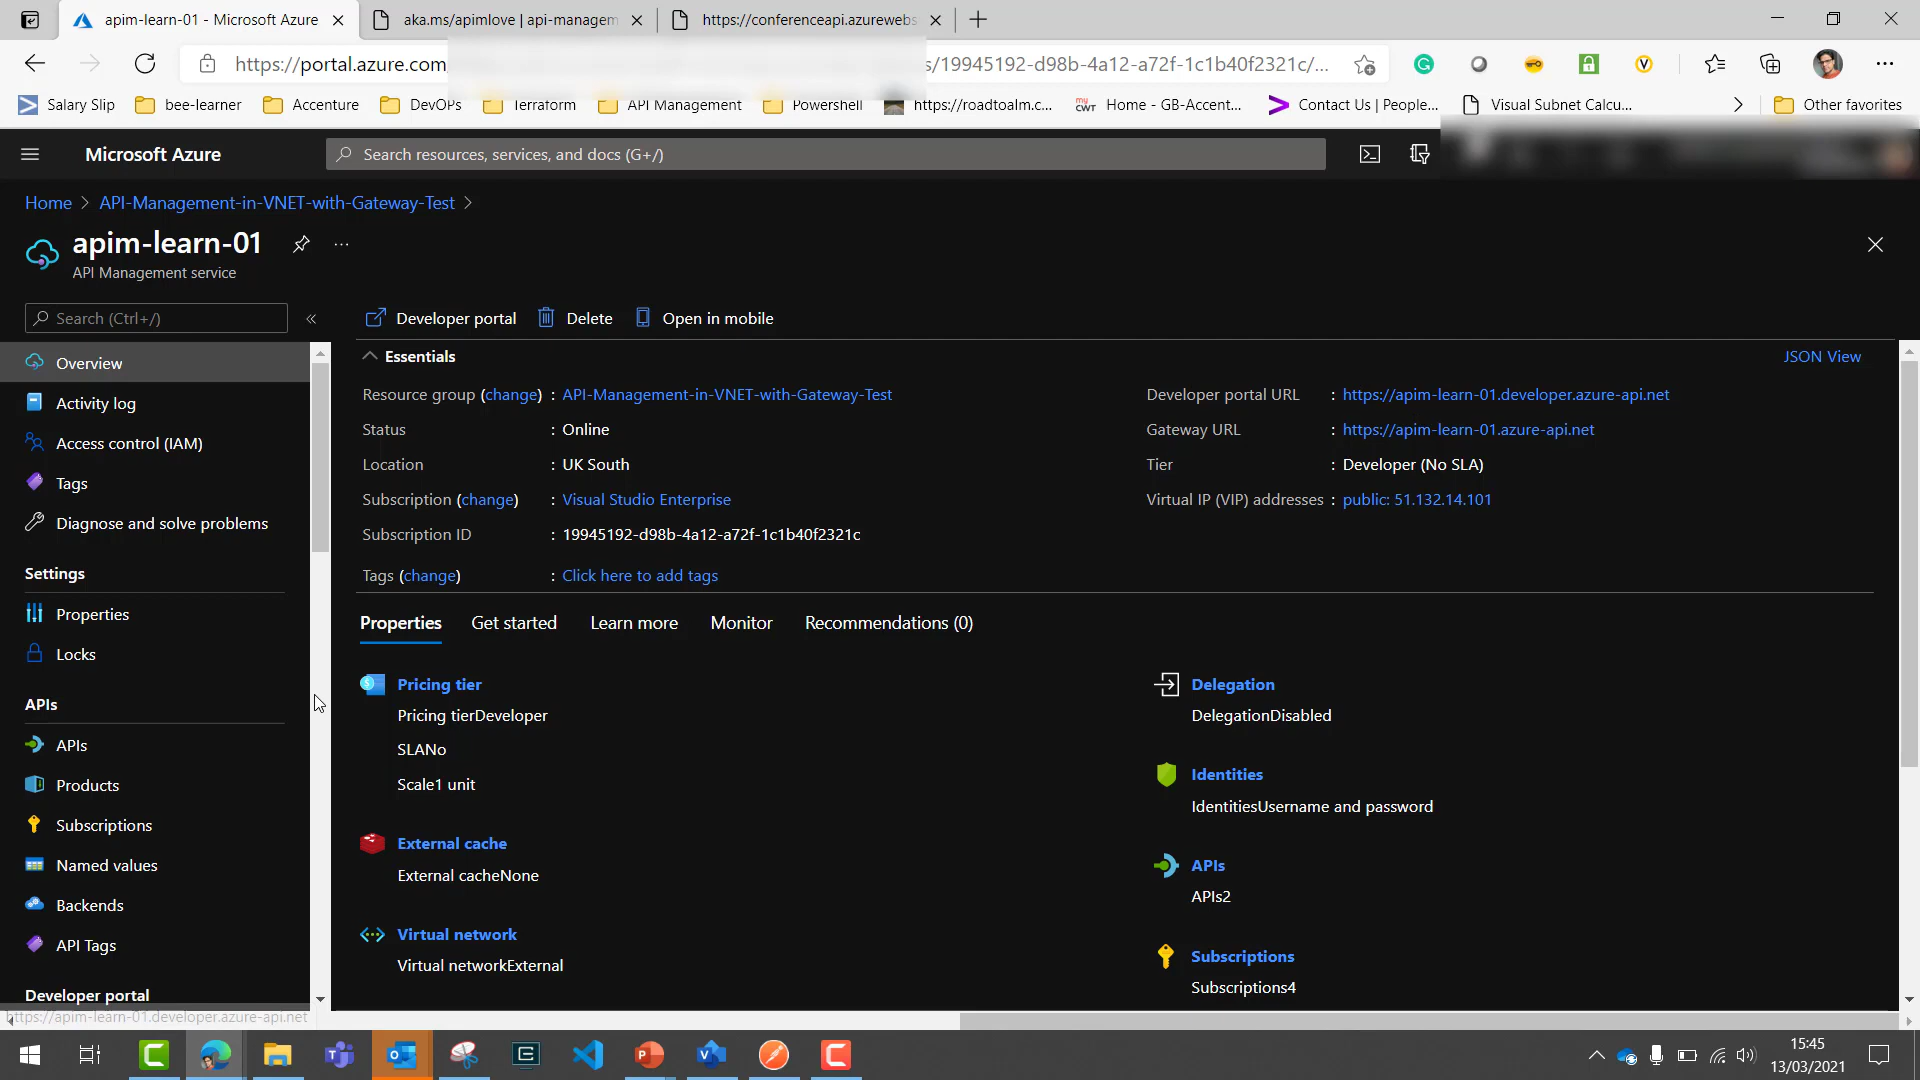 apim-learn-01 - Microsoft Azure
aka.ms/apimlove | api-managem
https://conferenceapi.azurewebs
https://portal.azure.com
s/19945192-d98b-4a12-a72f-1c1b40f2321c/...
Salary Slip
bee-learner
Accenture
DevOPs
Terraform
API Management
Powershell
https://roadtoalm.c...
my CWT
Home - GB-Accent...
Contact Us | People...
Visual Subnet Calcu...
Other favorites
Microsoft Azure
Search resources, services, and docs (G+/)
Home > API-Management-in-VNET-with-Gateway-Test >
apim-learn-01
...
API Management service
Search (Ctrl+/)
«
Developer portal
Delete
Open in mobile
Overview
Activity log
Access control (IAM)
Tags
Diagnose and solve problems
Settings
Properties
Locks
APIs
APIs
Products
Subscriptions
Named values
Backends
API Tags
Developer portal
https://apim-learn-01.developer.azure-api.net
Essentials
JSON View
Resource group (change) : API-Management-in-VNET-with-Gateway-Test
Status : Online
Location : UK South
Subscription (change) : Visual Studio Enterprise
Subscription ID : 19945192-d98b-4a12-a72f-1c1b40f2321c
Tags (change) : Click here to add tags
Developer portal URL : https://apim-learn-01.developer.azure-api.net
Gateway URL : https://apim-learn-01.azure-api.net
Tier : Developer (No SLA)
Virtual IP (VIP) addresses : public: 51.132.14.101
Properties
Get started
Learn more
Monitor
Recommendations (0)
Pricing tier
Pricing tierDeveloper
SLANo
Scale1 unit
External cache
External cacheNone
Virtual network
Virtual networkExternal
Delegation
DelegationDisabled
Identities
IdentitiesUsername and password
APIs
APIs2
Subscriptions
Subscriptions4
15:45
13/03/2021